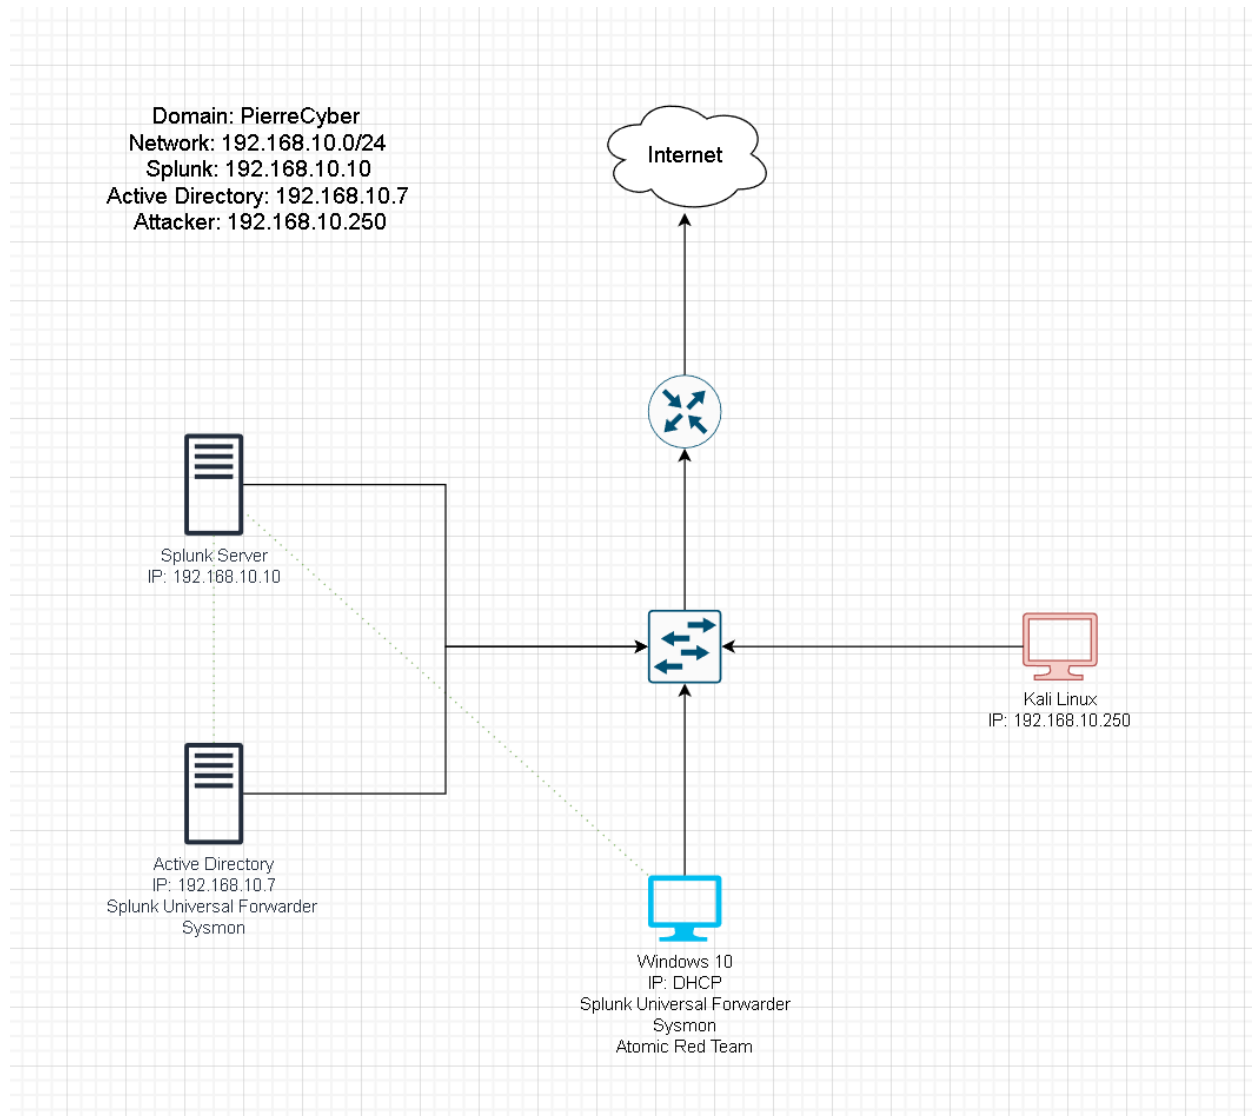 Domain: PierreCyber
Network: 192.168.10.0/24
Splunk: 192.168.10.10
Active Directory: 192.168.10.7
Attacker: 192.168.10.250
Internet
Splunk Server
IP: 192.168.10.10
Kali Linux
IP: 192.168.10.250
Active Directory
IP: 192.168.10.7
Splunk Universal Forwarder
Sysmon
Windows 10
IP: DHCP
Splunk Universal Forwarder
Sysmon
Atomic Red Team